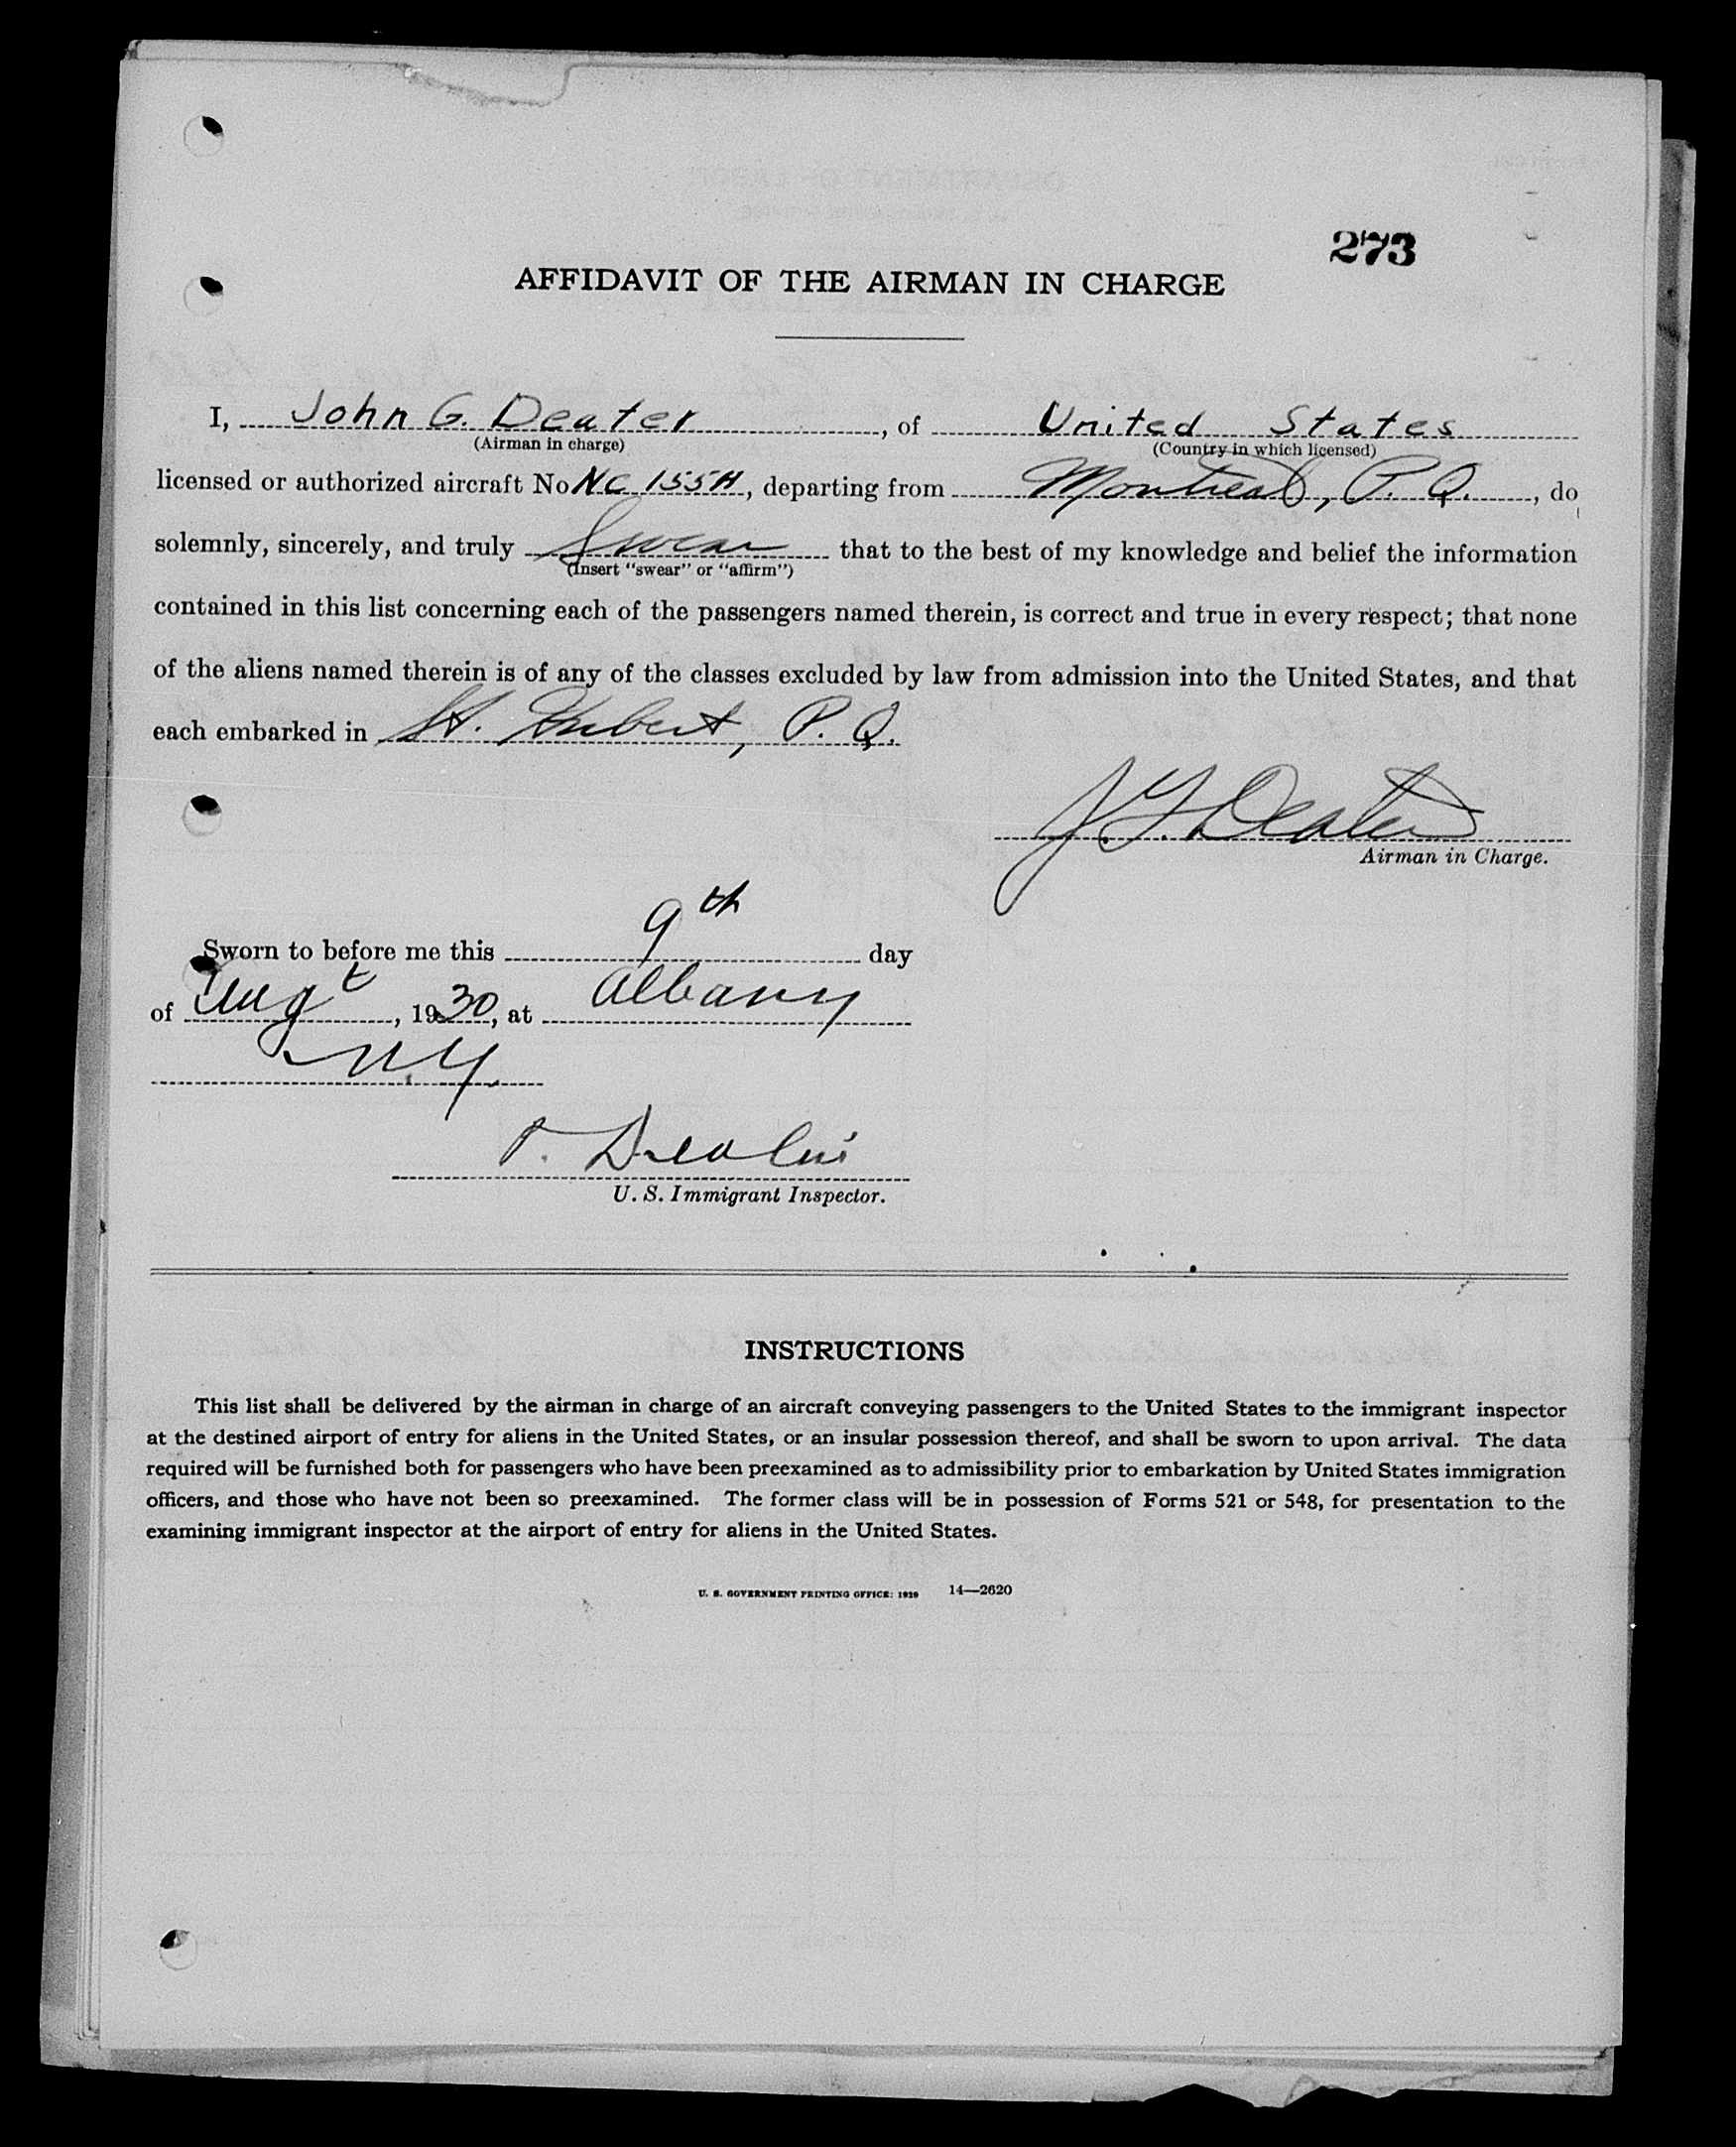 273
AFFIDAVIT OF THE AIRMAN IN CHARGE
I, John G. Deater, of United States
(Airman in charge) (Country in which licensed)
licensed or authorized aircraft No NC 155H, departing from Montreal, P. Q., do
solemnly, sincerely, and truly Swear that to the best of my knowledge and belief the information
(Insert "swear" or "affirm")
contained in this list concerning each of the passengers named therein, is correct and true in every respect; that none
of the aliens named therein is of any of the classes excluded by law from admission into the United States, and that
each embarked in St. Hubert, P. Q.
J. G. Deater
Airman in Charge.
Sworn to before me this 9th day
of Augt, 1930, at Albany
N.Y.
U. S. Immigrant Inspector.
INSTRUCTIONS
This list shall be delivered by the airman in charge of an aircraft conveying passengers to the United States to the immigrant inspector
at the destined airport of entry for aliens in the United States, or an insular possession thereof, and shall be sworn to upon arrival. The data
required will be furnished both for passengers who have been preexamined as to admissibility prior to embarkation by United States immigration
officers, and those who have not been so preexamined. The former class will be in possession of Forms 521 or 548, for presentation to the
examining immigrant inspector at the airport of entry for aliens in the United States.
U. S. GOVERNMENT PRINTING OFFICE: 1929 14—2620